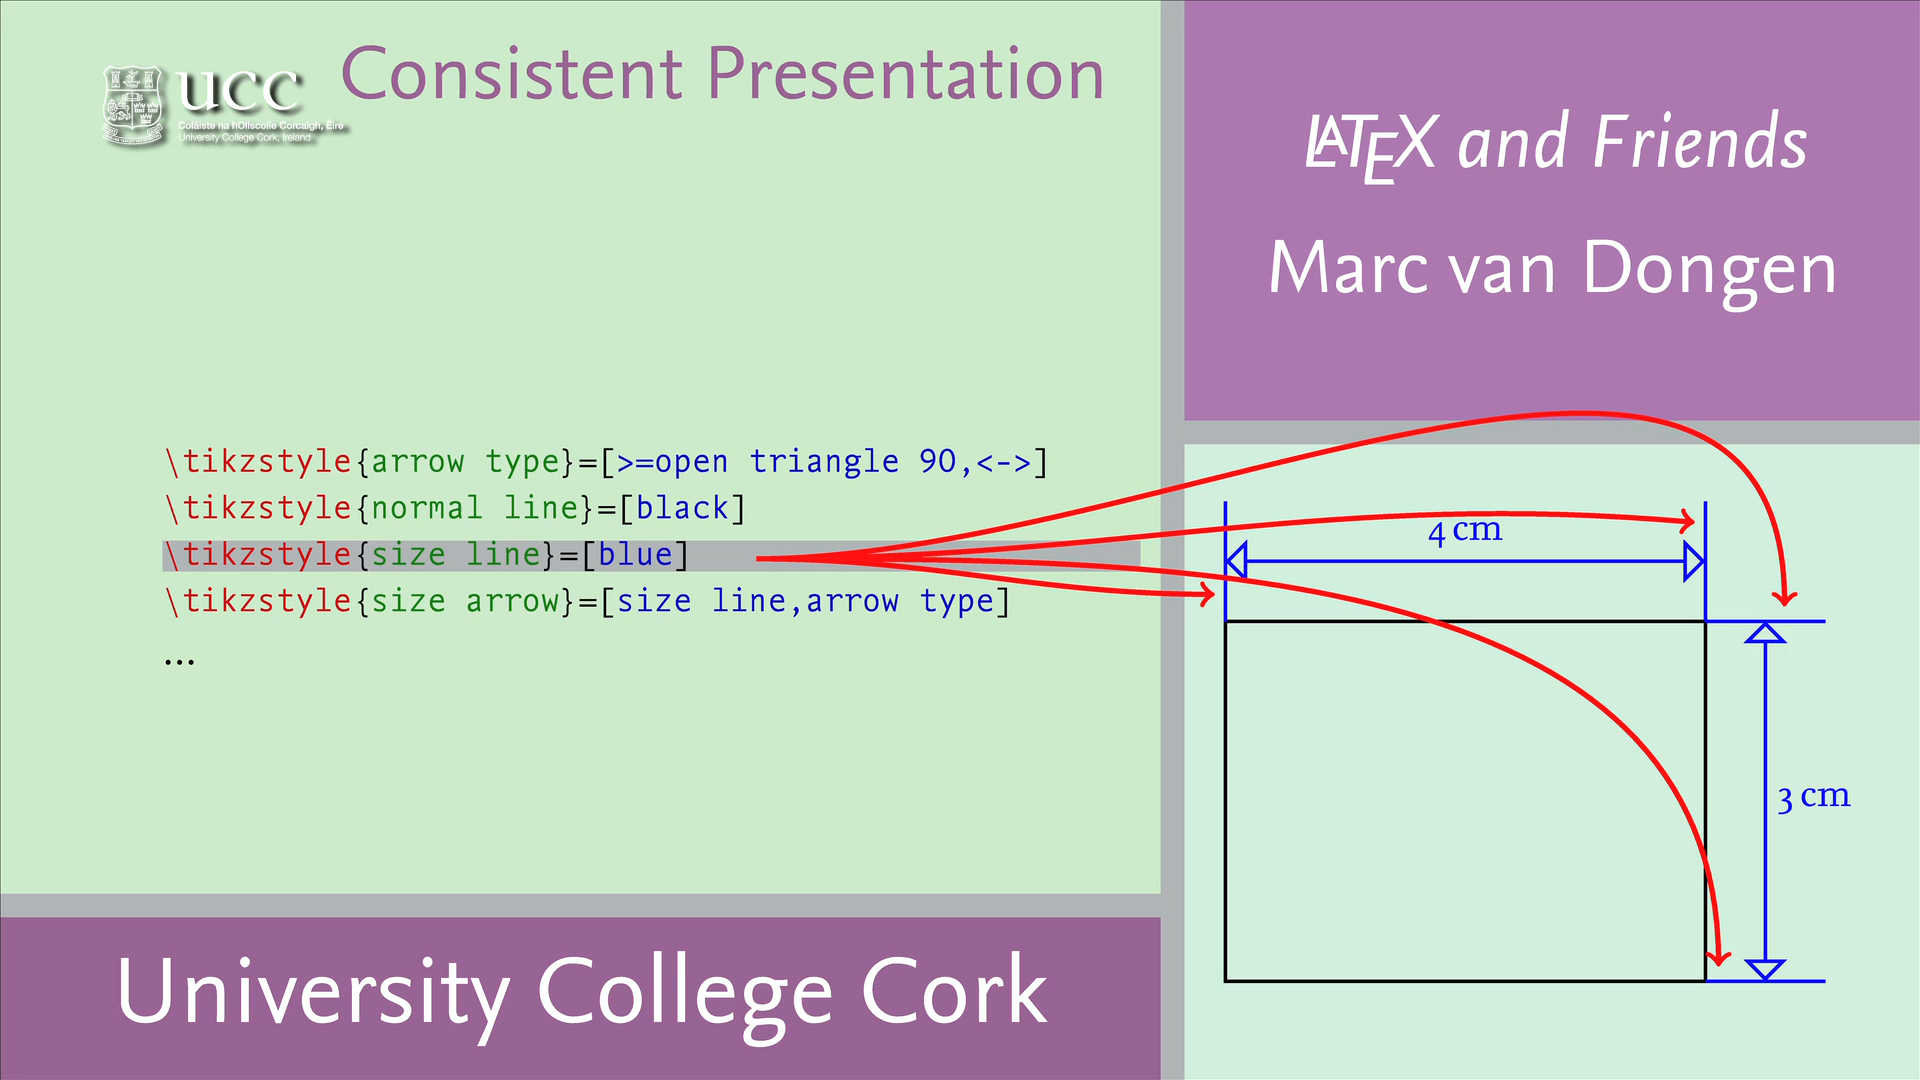 ucc
Coláiste na hOllscoile Corcaigh, Éire
University College Cork, Ireland
Consistent Presentation
LATEX and Friends
Marc van Dongen
\tikzstyle{arrow type}=[>=open triangle 90,<->]
\tikzstyle{normal line}=[black]
\tikzstyle{size line}=[blue]
\tikzstyle{size arrow}=[size line,arrow type]
...
4 cm
3 cm
University College Cork